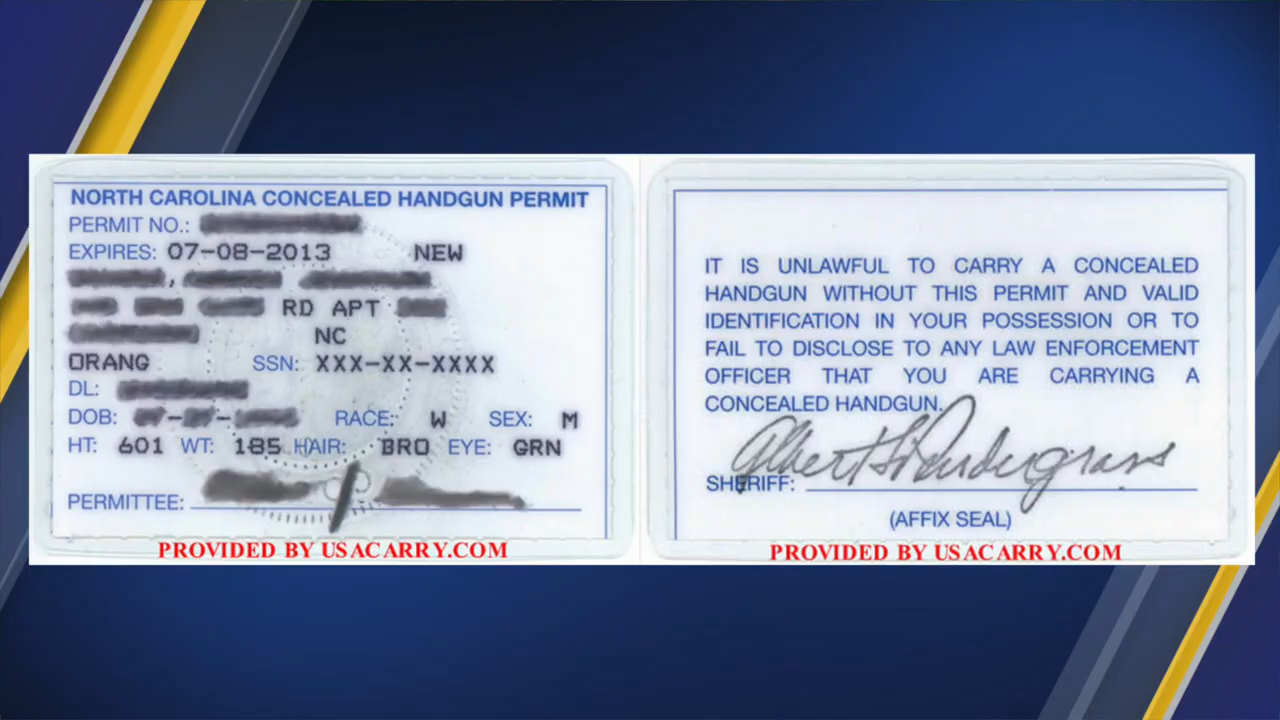 NORTH CAROLINA CONCEALED HANDGUN PERMIT
PERMIT NO.:
EXPIRES: 07-08-2013 NEW
,
RD APT
NC
ORANG SSN: XXX-XX-XXXX
DL:
DOB: - - RACE: W SEX: M
HT: 601 WT: 185 HAIR: BRO EYE: GRN
PERMITTEE:
PROVIDED BY USACARRY.COM
IT IS UNLAWFUL TO CARRY A CONCEALED
HANDGUN WITHOUT THIS PERMIT AND VALID
IDENTIFICATION IN YOUR POSSESSION OR TO
FAIL TO DISCLOSE TO ANY LAW ENFORCEMENT
OFFICER THAT YOU ARE CARRYING A
CONCEALED HANDGUN.
SHERIFF: Albert L. Pendergrass
(AFFIX SEAL)
PROVIDED BY USACARRY.COM